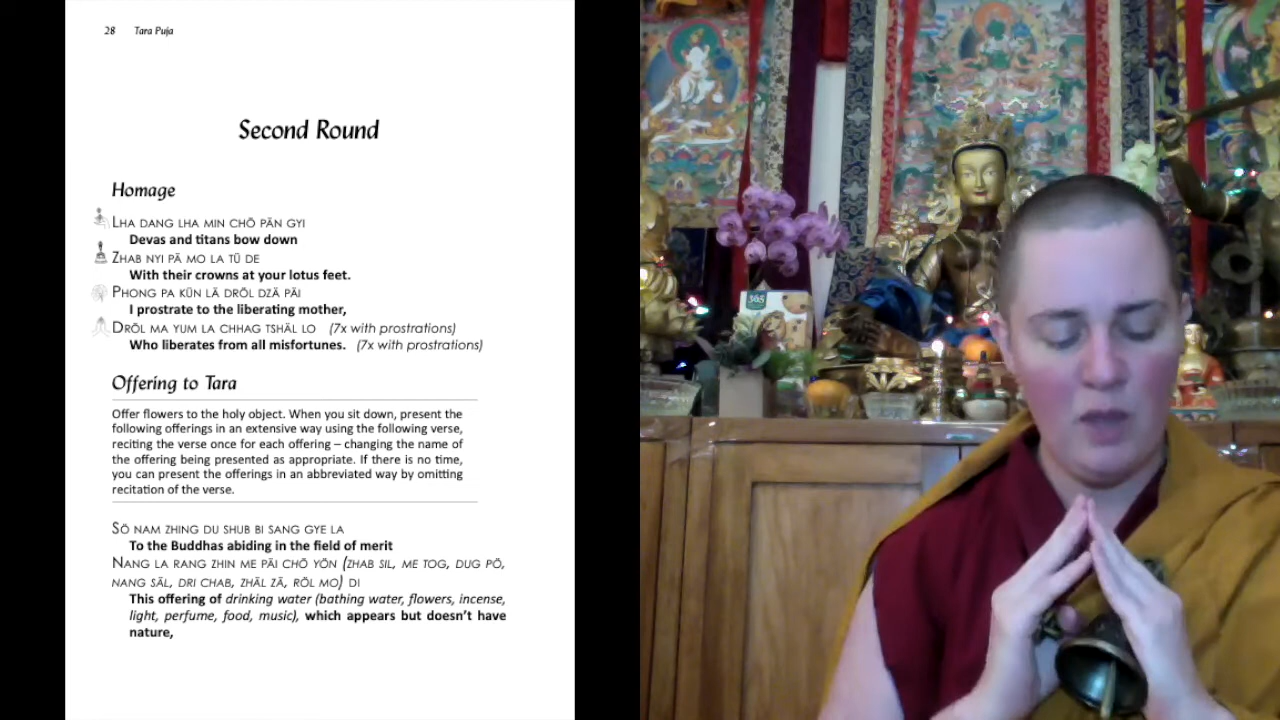 28 Tara Puja
Second Round
Homage
LHA DANG LHA MIN CHÖ PÄN GYI
Devas and titans bow down
ZHAB NYI PÄ MO LA TÜ DE
With their crowns at your lotus feet.
PHONG PA KÜN LÄ DRÖL DZÄ PÄI
I prostrate to the liberating mother,
DRÖL MA YUM LA CHHAG TSHÄL LO (7x with prostrations)
Who liberates from all misfortunes. (7x with prostrations)
Offering to Tara
Offer flowers to the holy object. When you sit down, present the
following offerings in an extensive way using the following verse,
reciting the verse once for each offering – changing the name of
the offering being presented as appropriate. If there is no time,
you can present the offerings in an abbreviated way by omitting
recitation of the verse.
SÖ NAM ZHING DU SHUB BI SANG GYE LA
To the Buddhas abiding in the field of merit
NANG LA RANG ZHIN ME PÄI CHÖ YÖN (ZHAB SIL, ME TOG, DUG PÖ,
NANG SÄL, DRI CHAB, ZHÄL ZÄ, RÖL MO) DI
This offering of drinking water (bathing water, flowers, incense,
light, perfume, food, music), which appears but doesn't have
nature,
365